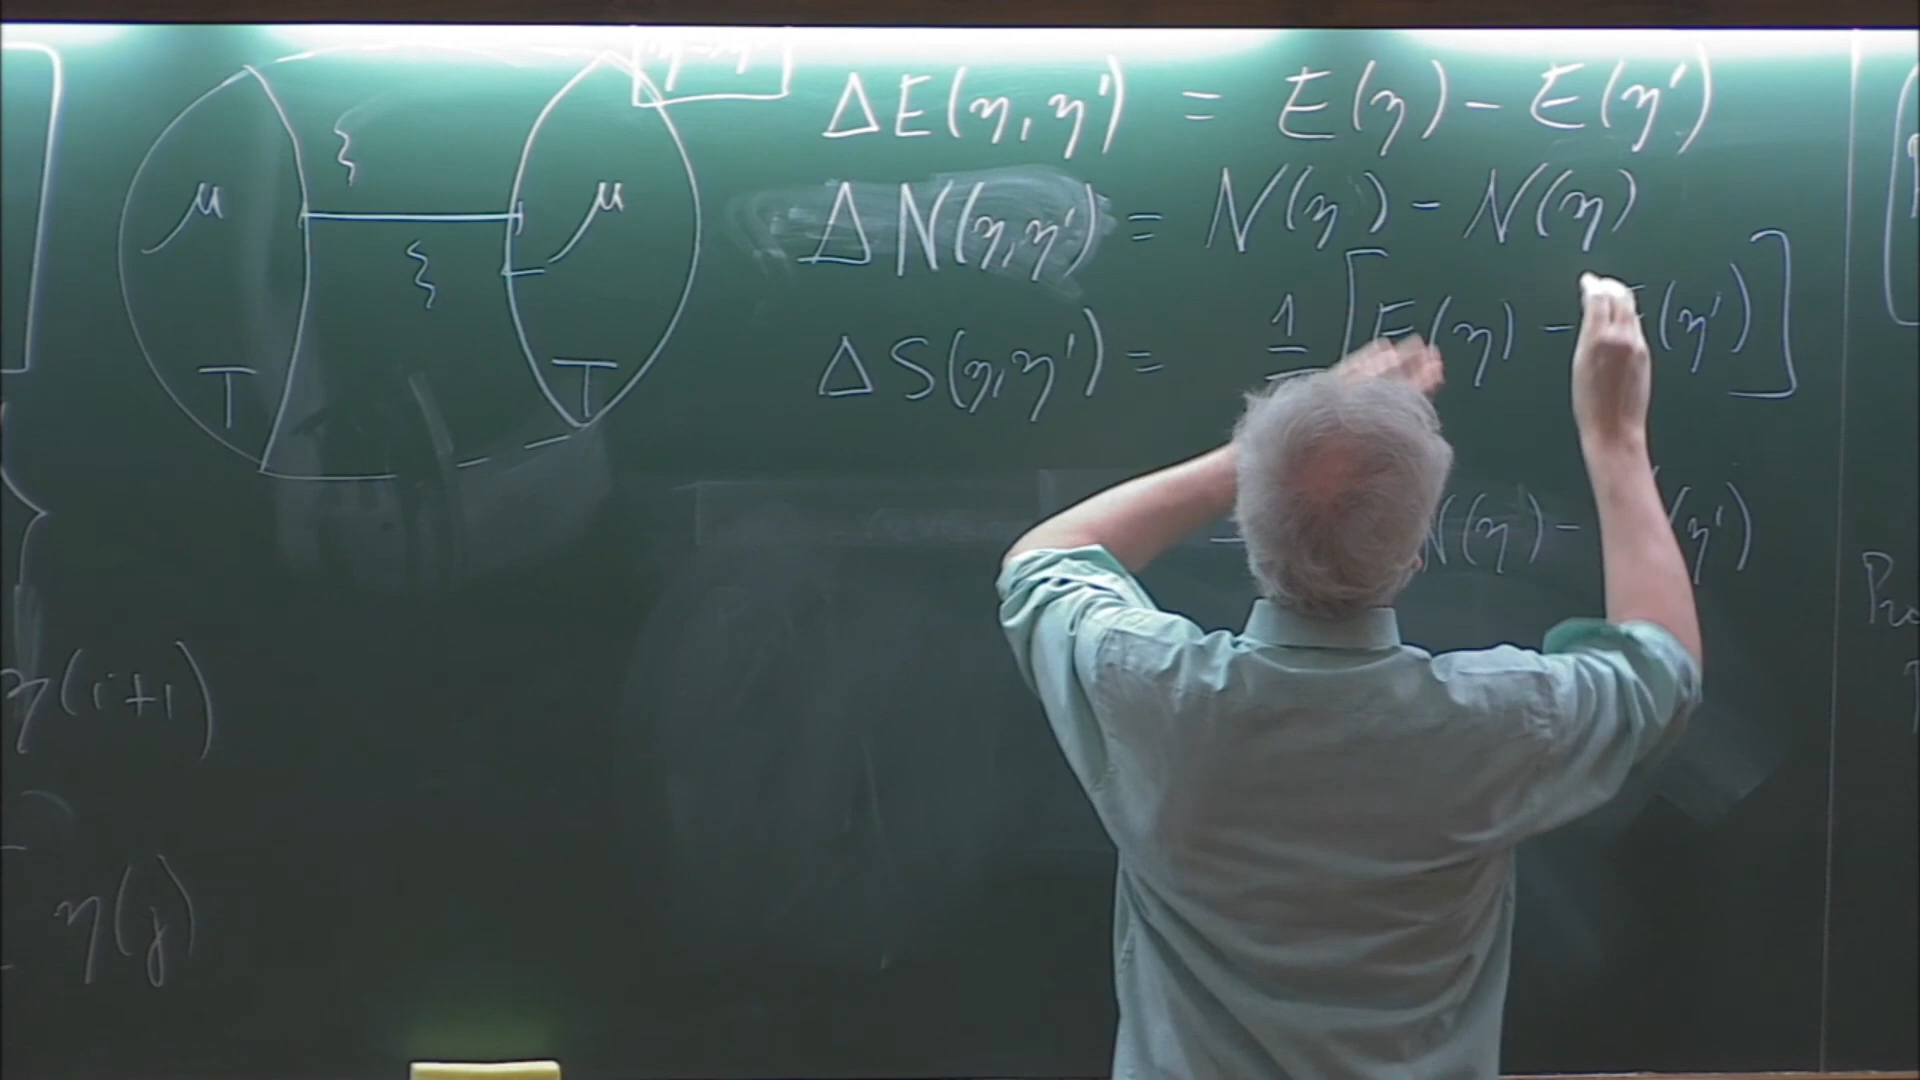 μ
μ
T
T
ΔE(η,η') = E(η) - E(η')
ΔN(η,η') = N(η) - N(η)
ΔS(η,η') = 1 [E(η) - E(η')]
N(η) - (η')
η(i+1)
η(j)